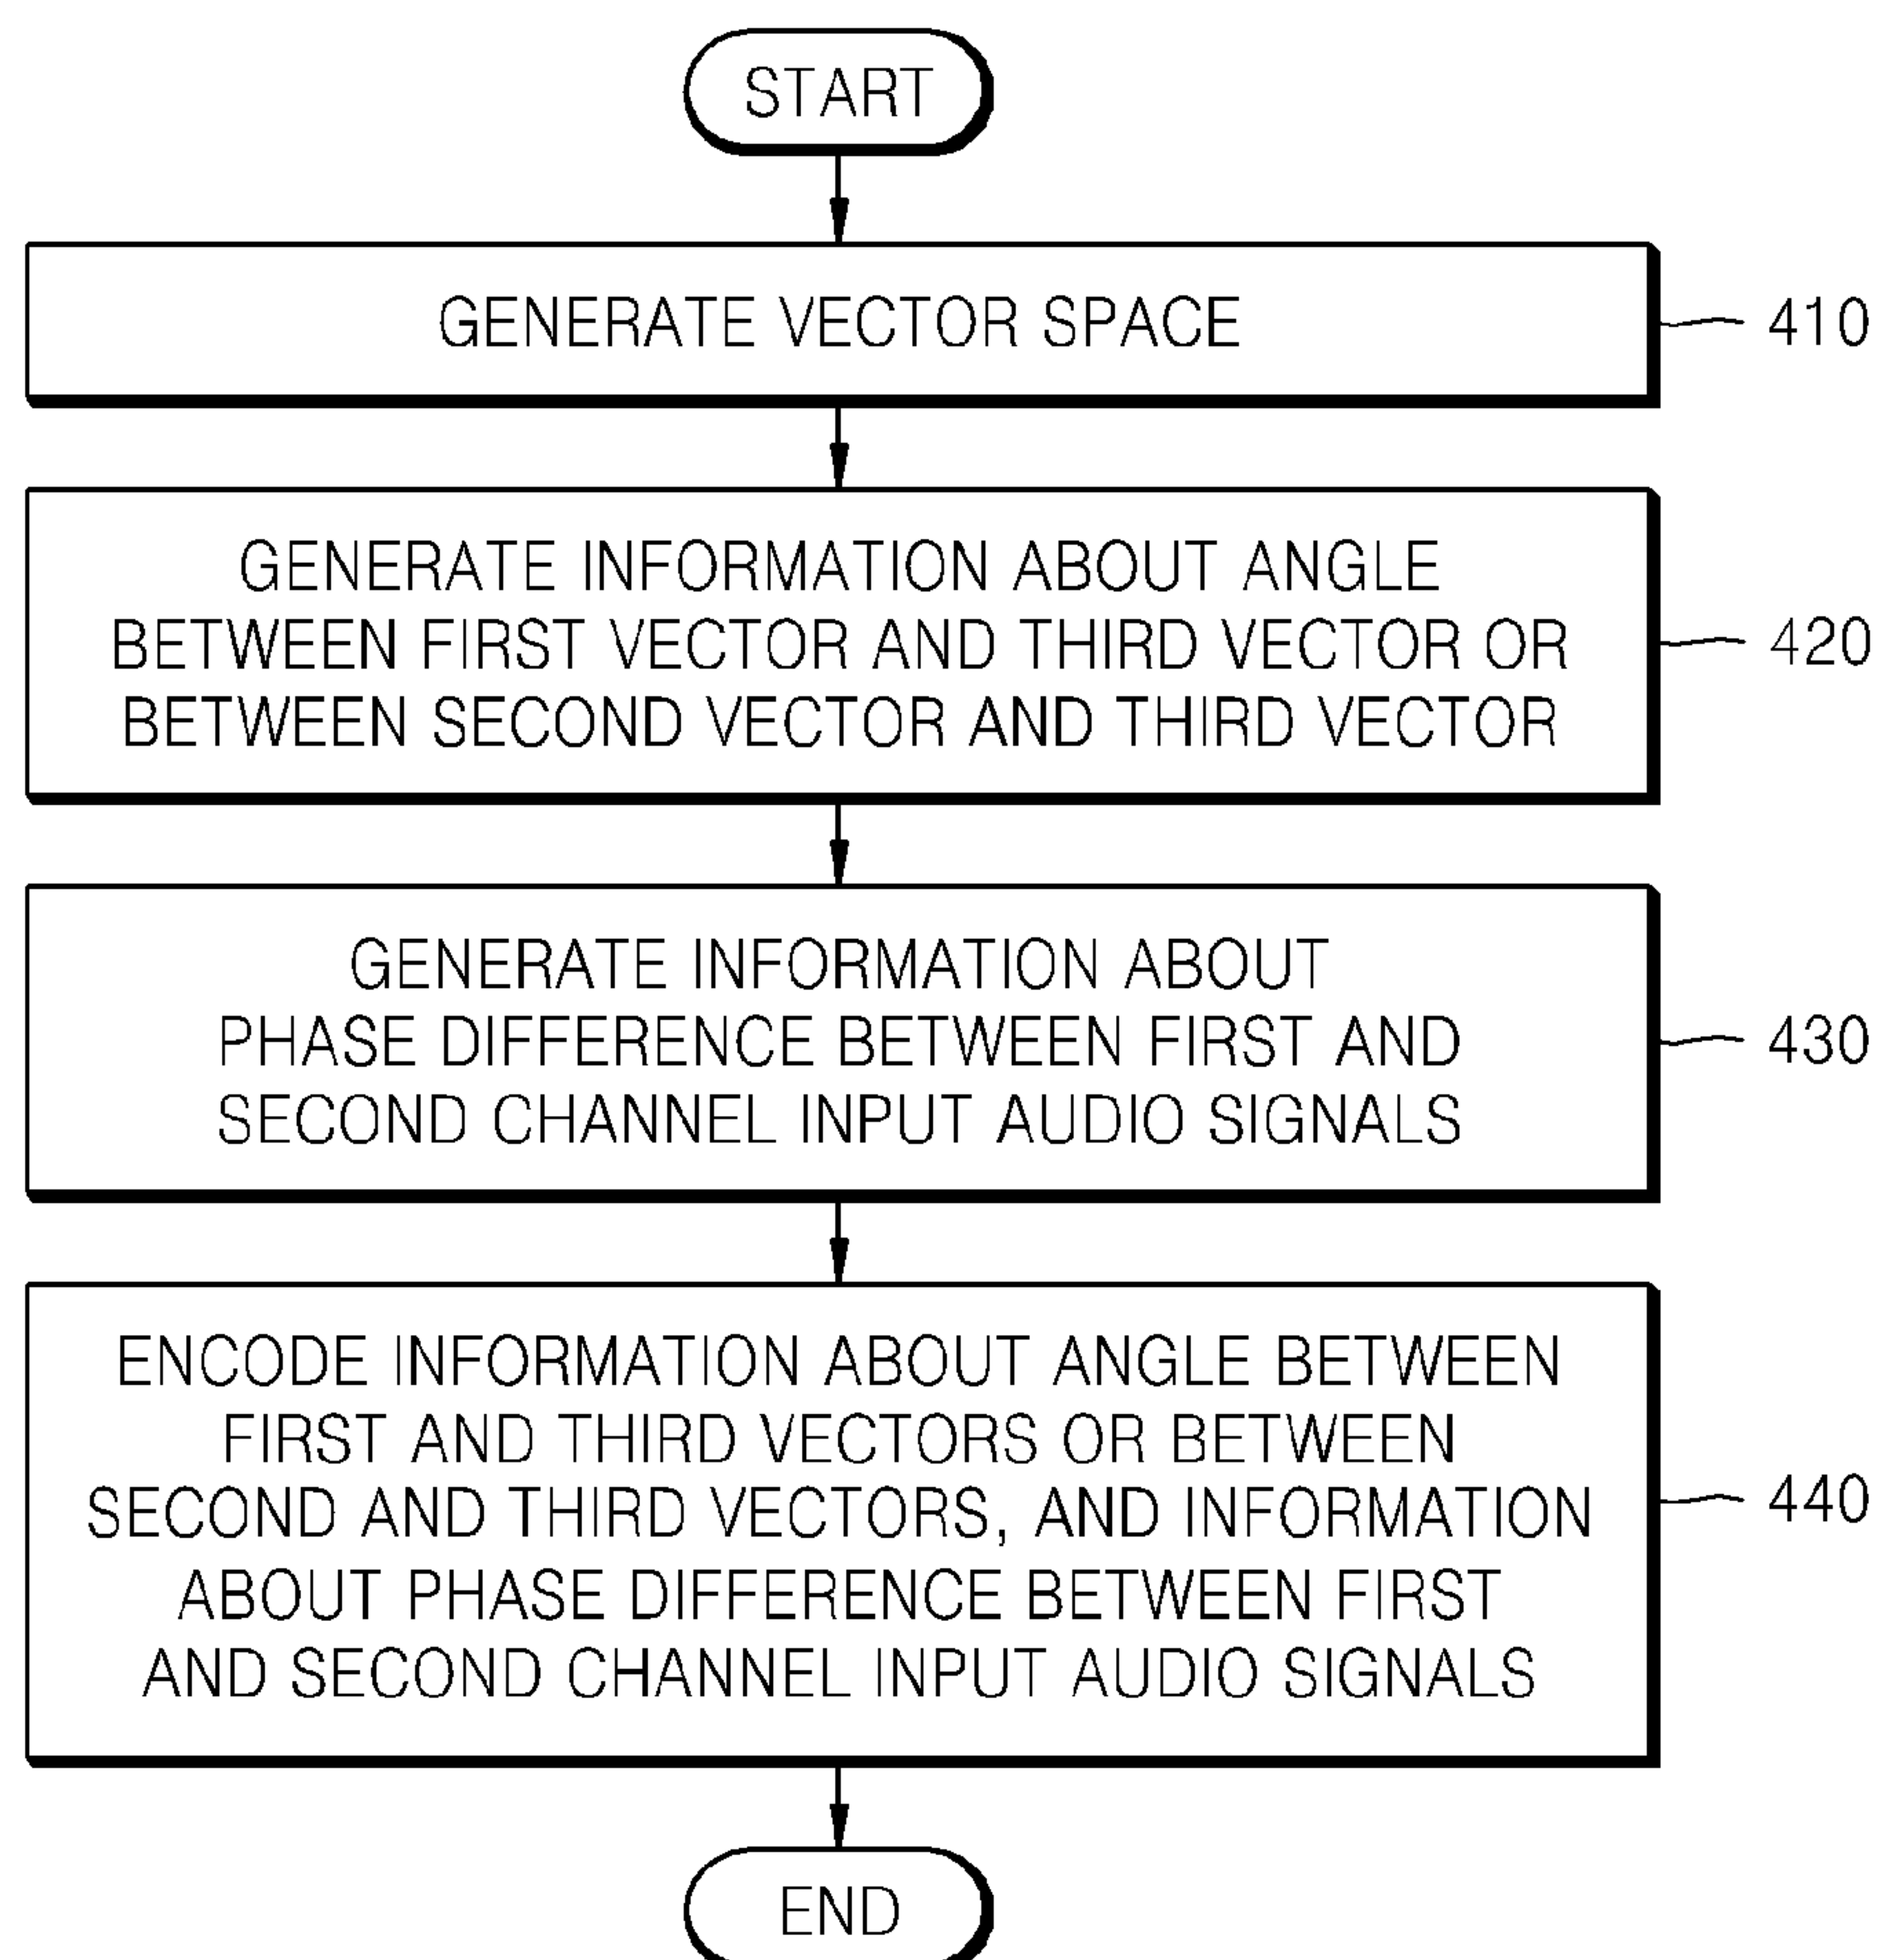 START
GENERATE VECTOR SPACE
410
GENERATE INFORMATION ABOUT ANGLE
BETWEEN FIRST VECTOR AND THIRD VECTOR OR
BETWEEN SECOND VECTOR AND THIRD VECTOR
420
GENERATE INFORMATION ABOUT
PHASE DIFFERENCE BETWEEN FIRST AND
SECOND CHANNEL INPUT AUDIO SIGNALS
430
ENCODE INFORMATION ABOUT ANGLE BETWEEN
FIRST AND THIRD VECTORS OR BETWEEN
SECOND AND THIRD VECTORS, AND INFORMATION
ABOUT PHASE DIFFERENCE BETWEEN FIRST
AND SECOND CHANNEL INPUT AUDIO SIGNALS
440
END